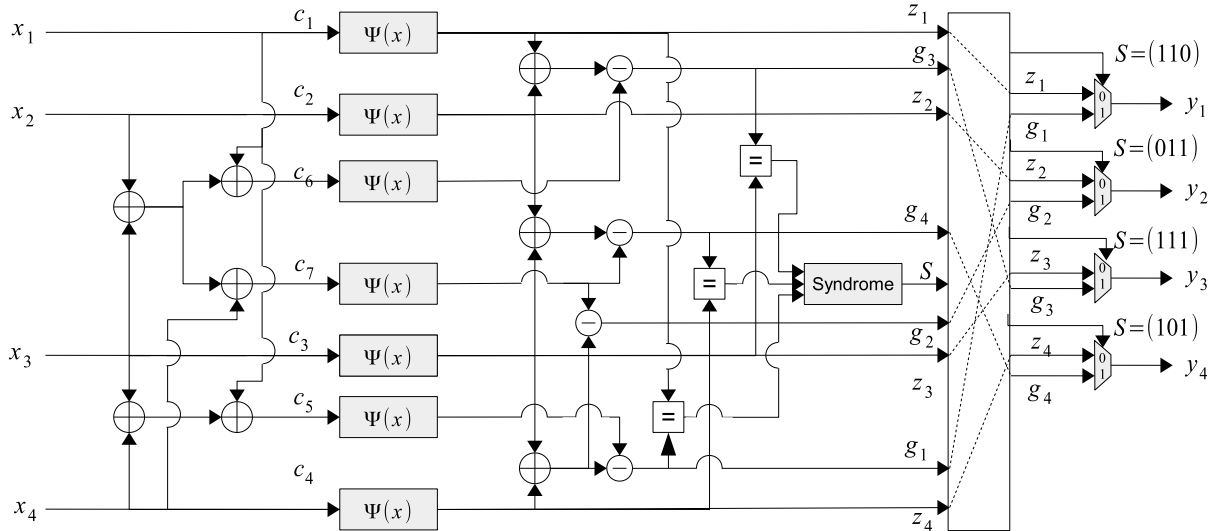 x1 c1 Ψ(x) z1
g3 S=(110)
x2 c2 Ψ(x) z2 z1 0 1 y1
g1
= S=(011)
c6 Ψ(x) z2 0 1 y2
g2
g4 S=(111)
c7 Ψ(x) = Syndrome S z3 0 1 y3
g3
x3 c3 Ψ(x) g2 S=(101)
z4 0 1 y4
c5 Ψ(x) = z3 g4
g1
x4 c4 Ψ(x) z4